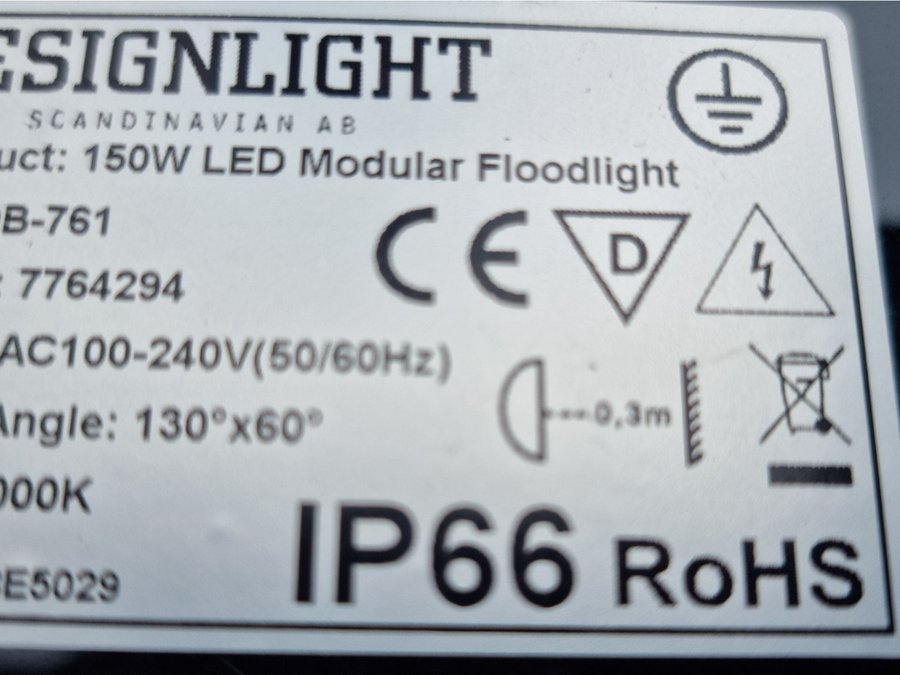 ESIGNLIGHT
SCANDINAVIAN AB
uct: 150W LED Modular Floodlight
B-761
: 7764294
CE
D
AC100-240V(50/60Hz)
Angle: 130°x60°
0,3m
000K
E5029
IP66 RoHS